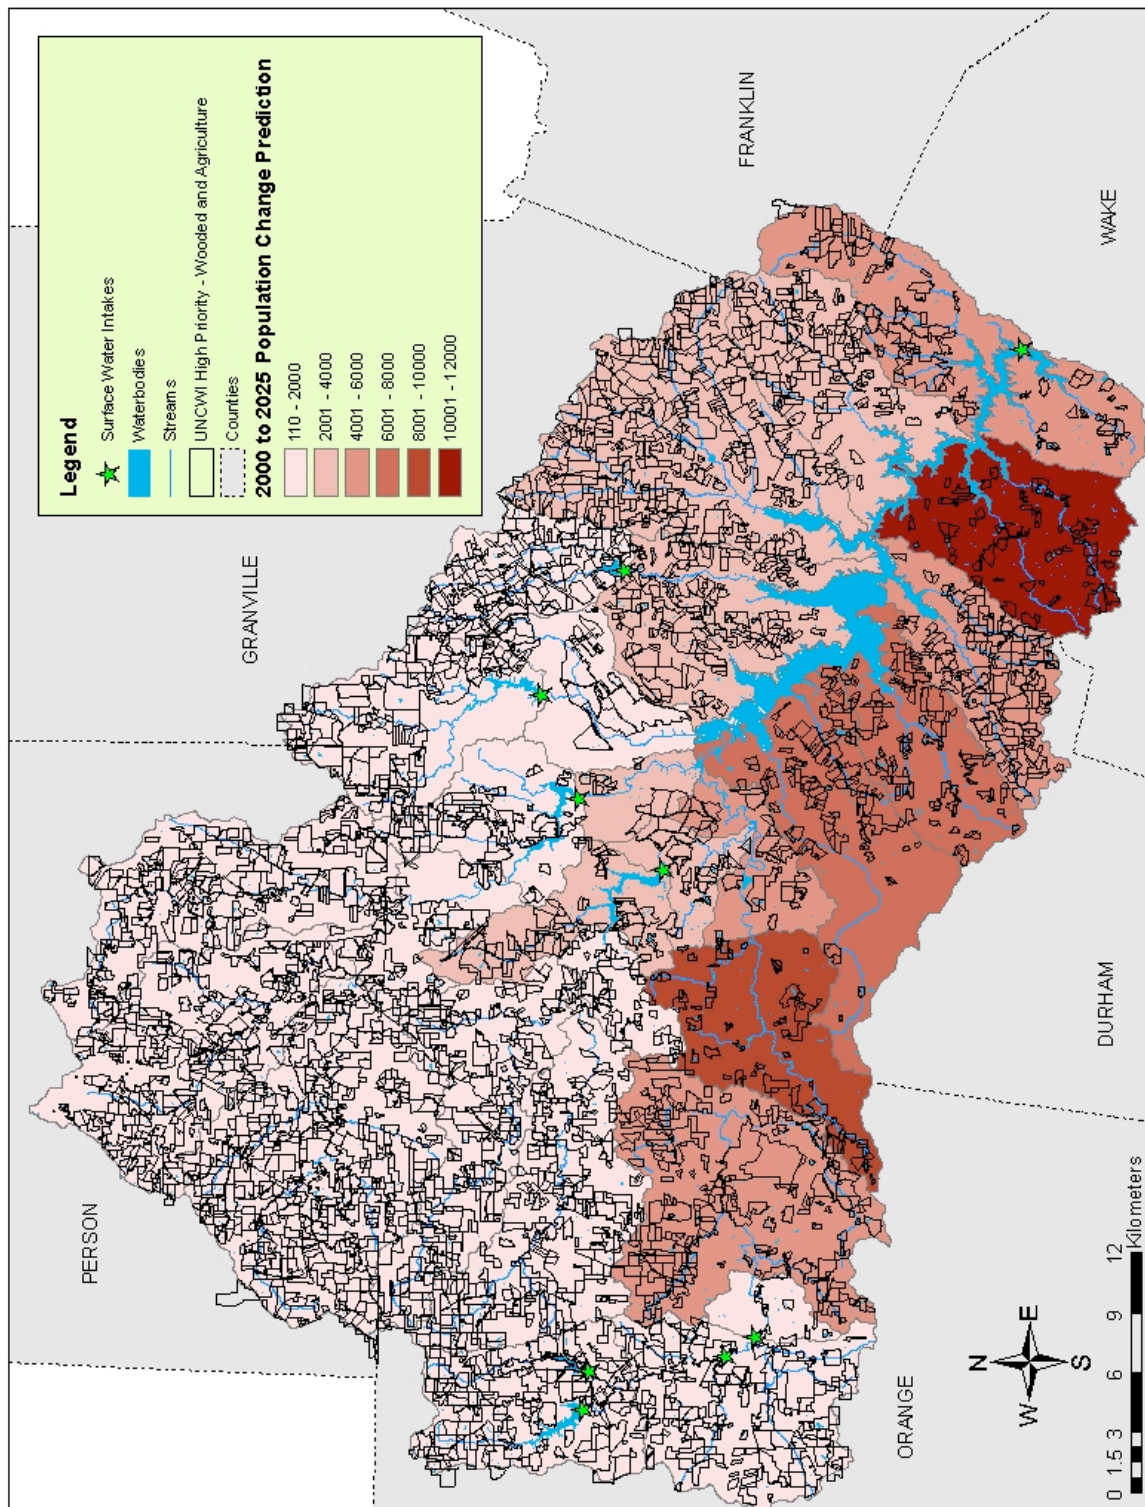 Legend
Surface Water Intakes
Waterbodies
Streams
UNCWI High Priority - Wooded and Agriculture
Counties
2000 to 2025 Population Change Prediction
110 - 2000
2001 - 4000
4001 - 6000
6001 - 8000
8001 - 10000
10001 - 12000
PERSON
GRANVILLE
FRANKLIN
ORANGE
DURHAM
WAKE
N
W
E
S
0 1.5 3 6 9 12
Kilometers